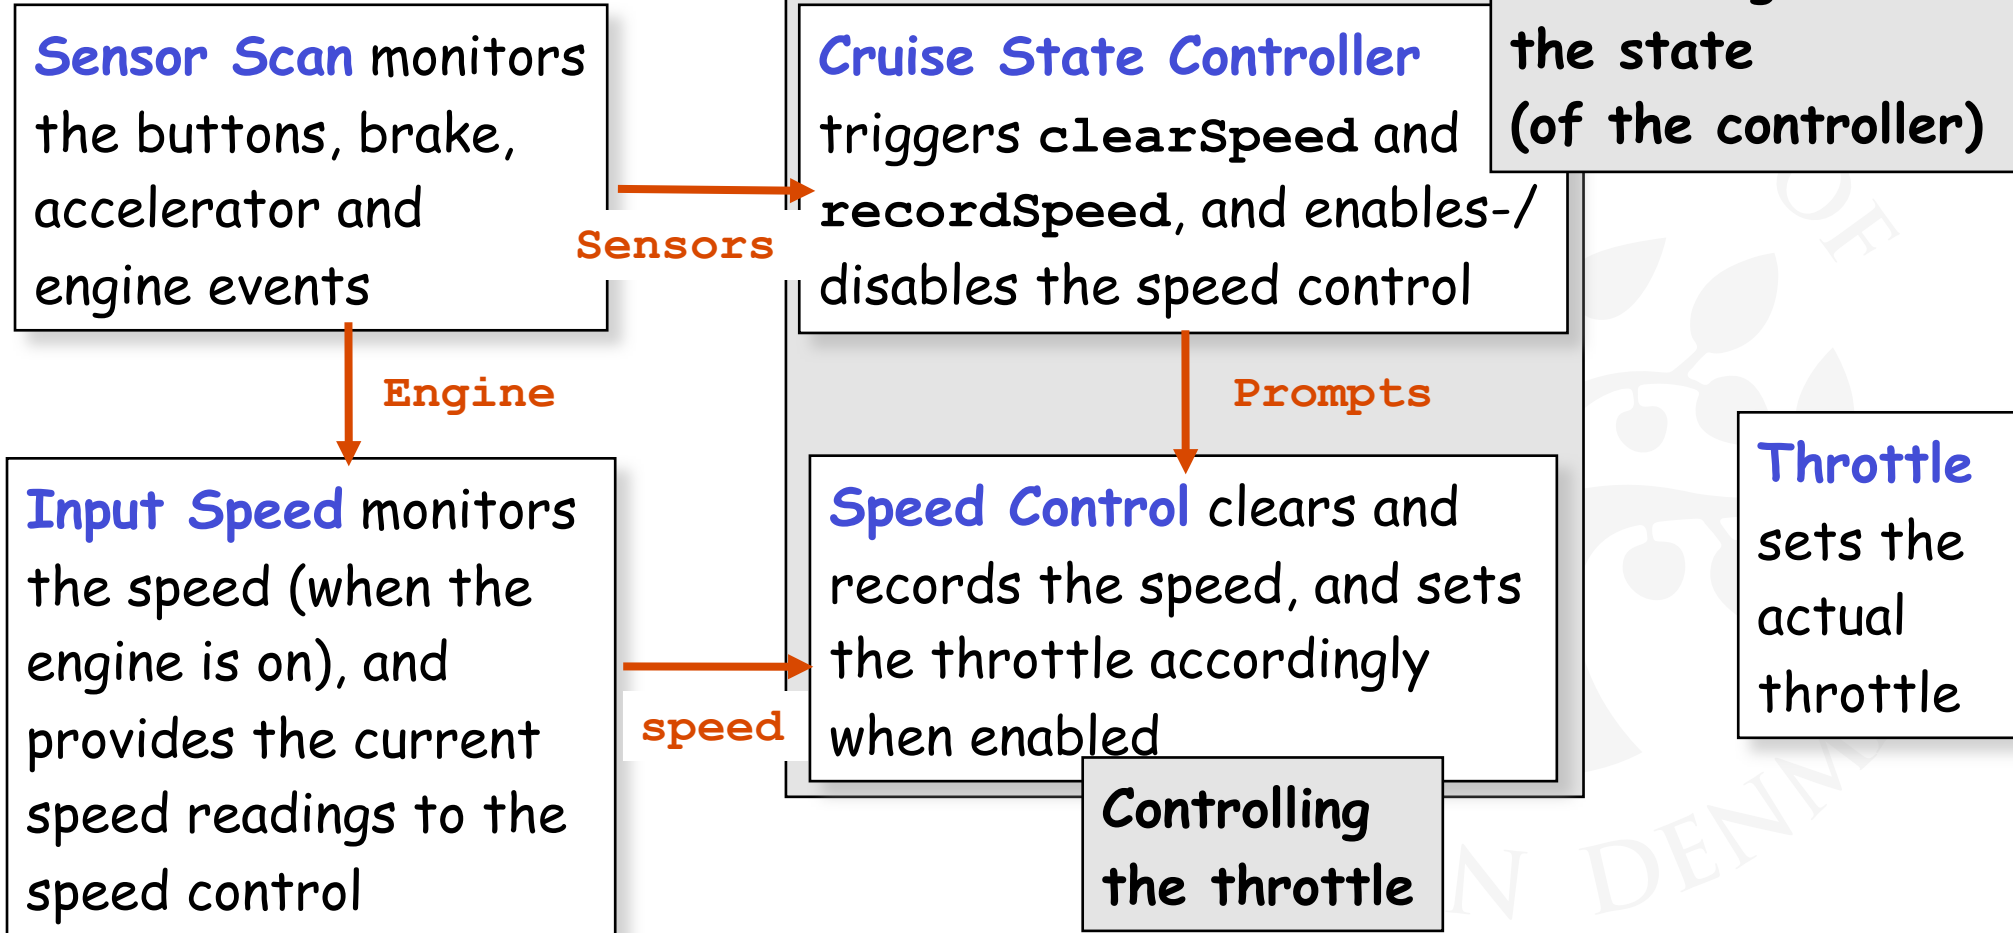 Sensor Scan monitors
the buttons, brake,
accelerator and
engine events
Sensors
Cruise State Controller
triggers clearSpeed and
recordSpeed, and enables-/
disables the speed control
the state
(of the controller)
Engine
Prompts
Input Speed monitors
the speed (when the
engine is on), and
provides the current
speed readings to the
speed control
speed
Speed Control clears and
records the speed, and sets
the throttle accordingly
when enabled
Controlling
the throttle
Throttle
sets the
actual
throttle
OF